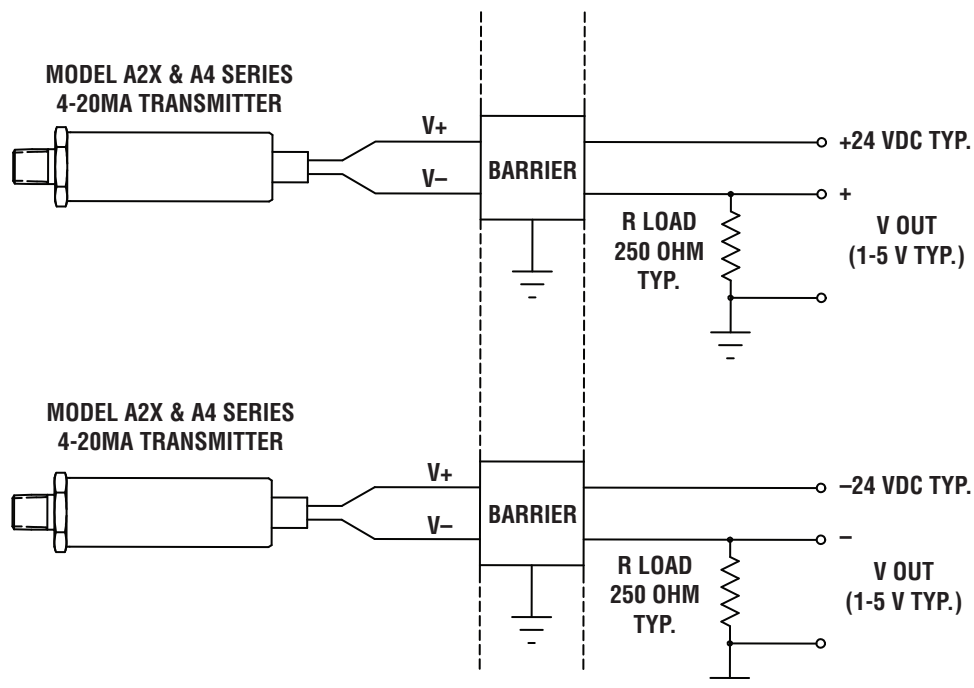 MODEL A2X & A4 SERIES
4-20MA TRANSMITTER
V+
V–
BARRIER
+24 VDC TYP.
+
R LOAD
250 OHM
TYP.
V OUT
(1-5 V TYP.)
MODEL A2X & A4 SERIES
4-20MA TRANSMITTER
V+
V–
BARRIER
–24 VDC TYP.
–
R LOAD
250 OHM
TYP.
V OUT
(1-5 V TYP.)